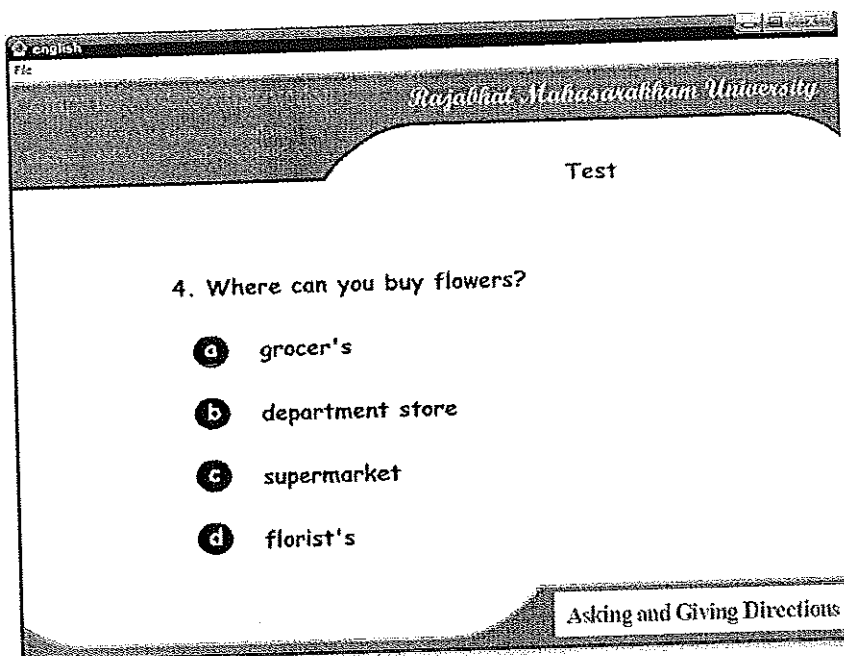 english
File
Rajabhat Mahasarakham University
Test
4. Where can you buy flowers?
a grocer's
b department store
c supermarket
d florist's
Asking and Giving Directions